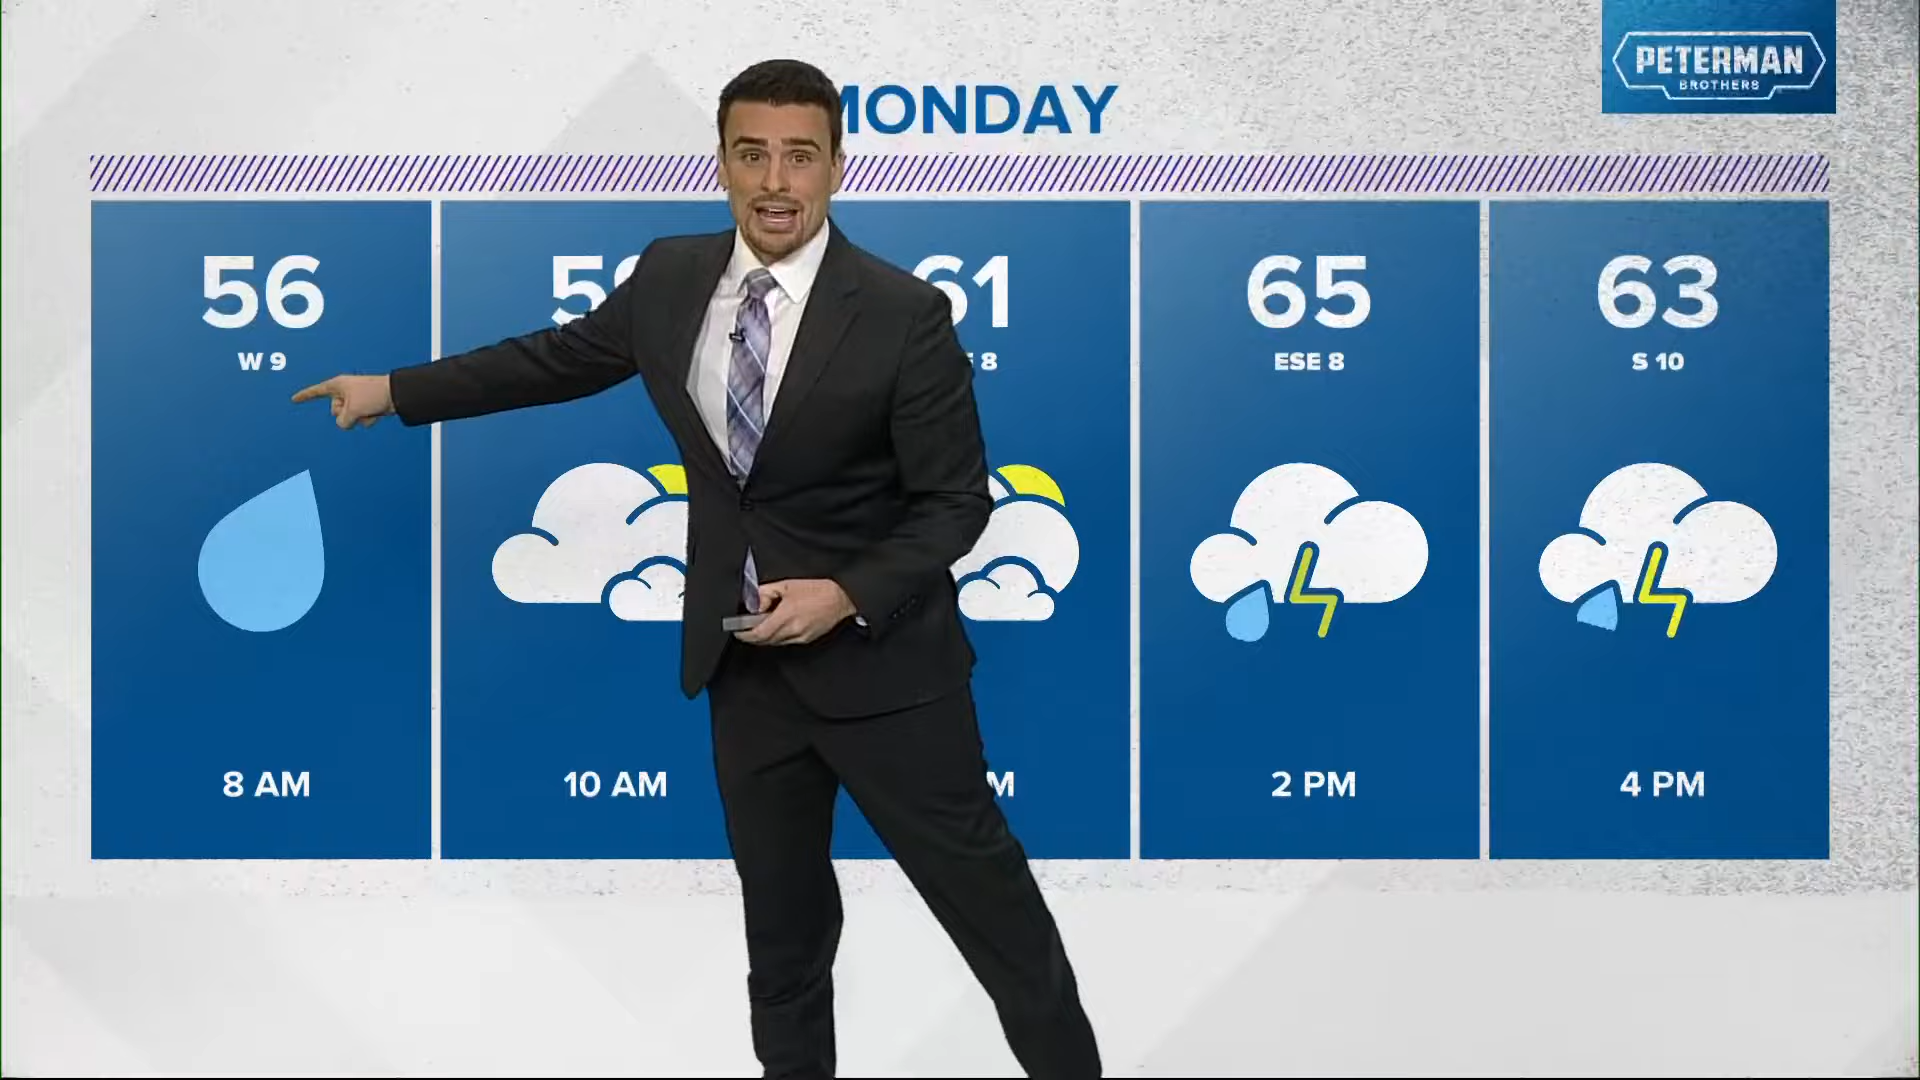 PETERMAN
BROTHERS
MONDAY
56
W 9
8 AM
10 AM
61
8
2 PM
65
ESE 8
63
S 10
4 PM